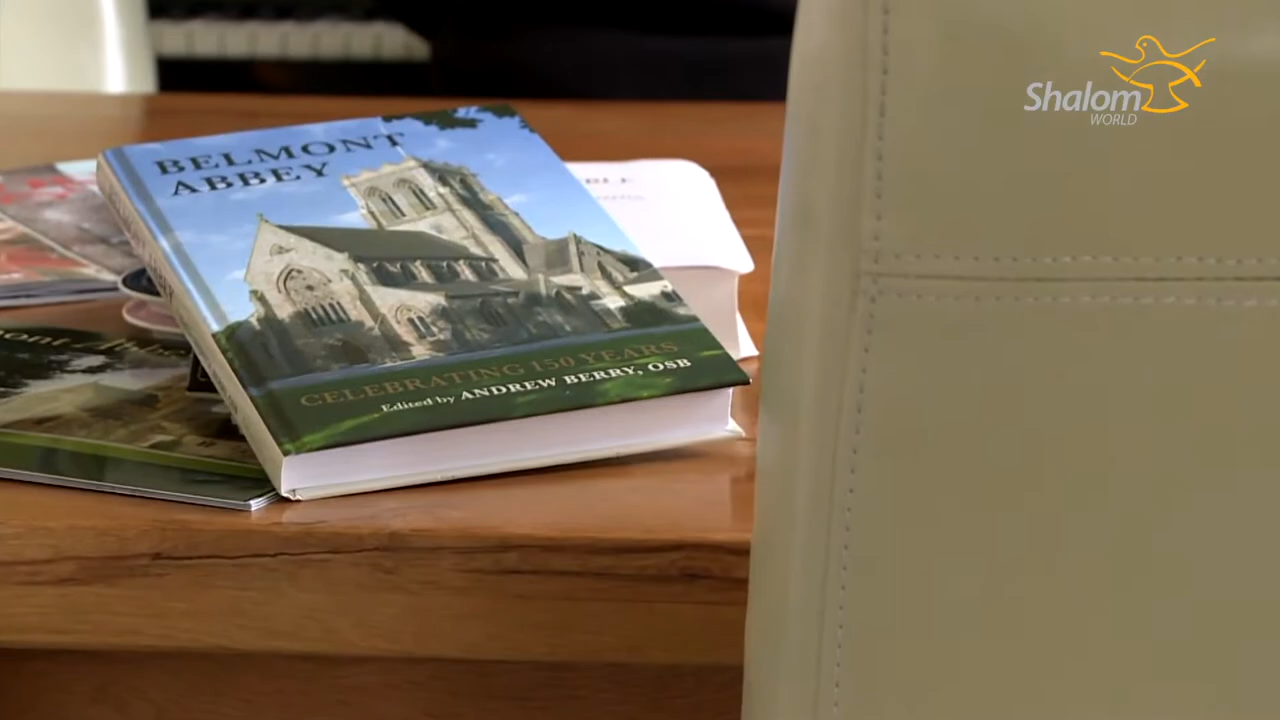 Shalom
WORLD
BELMONT
ABBEY
CELEBRATING 150 YEARS
Edited by ANDREW BERRY, OSB